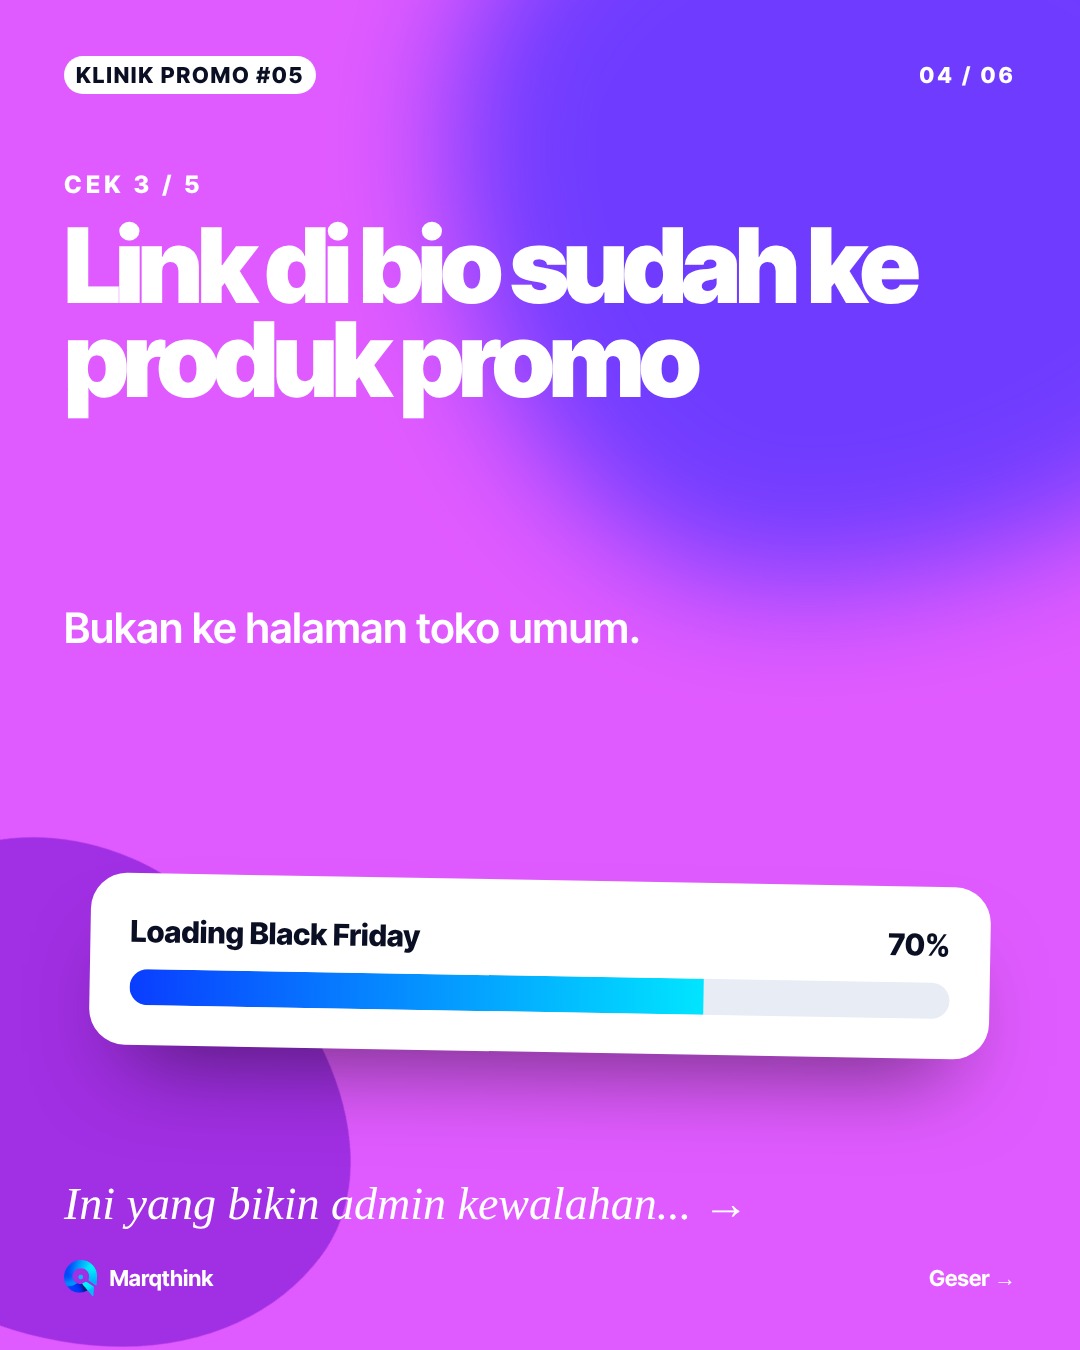 KLINIK PROMO #05
04 / 06
CEK 3 / 5
Link di bio sudah ke
produk promo
Bukan ke halaman toko umum.
Loading Black Friday
70%
Ini yang bikin admin kewalahan... →
Marqthink
Geser →